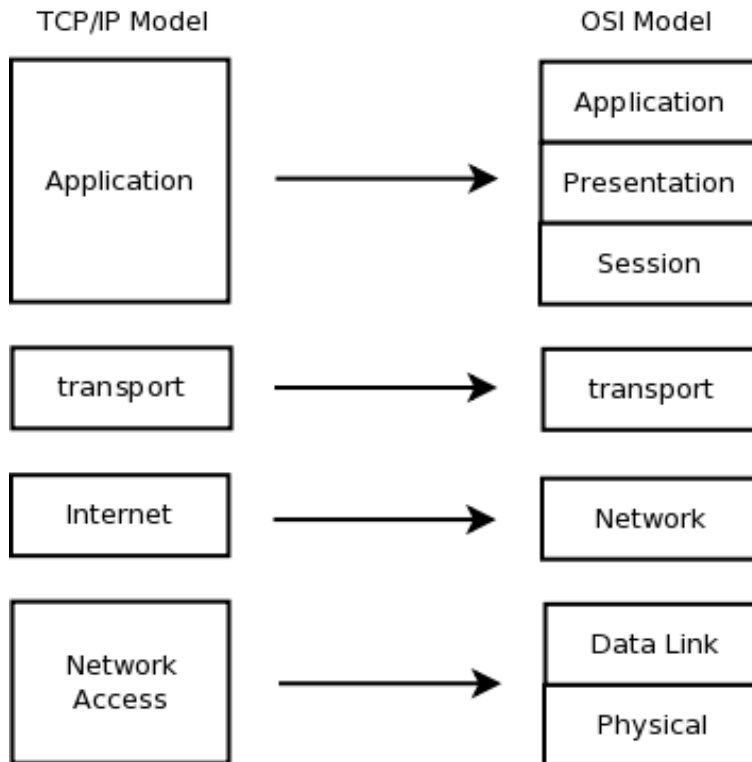 TCP/IP Model
OSI Model
Application
Application
Presentation
Session
transport
transport
Internet
Network
Network
Access
Data Link
Physical